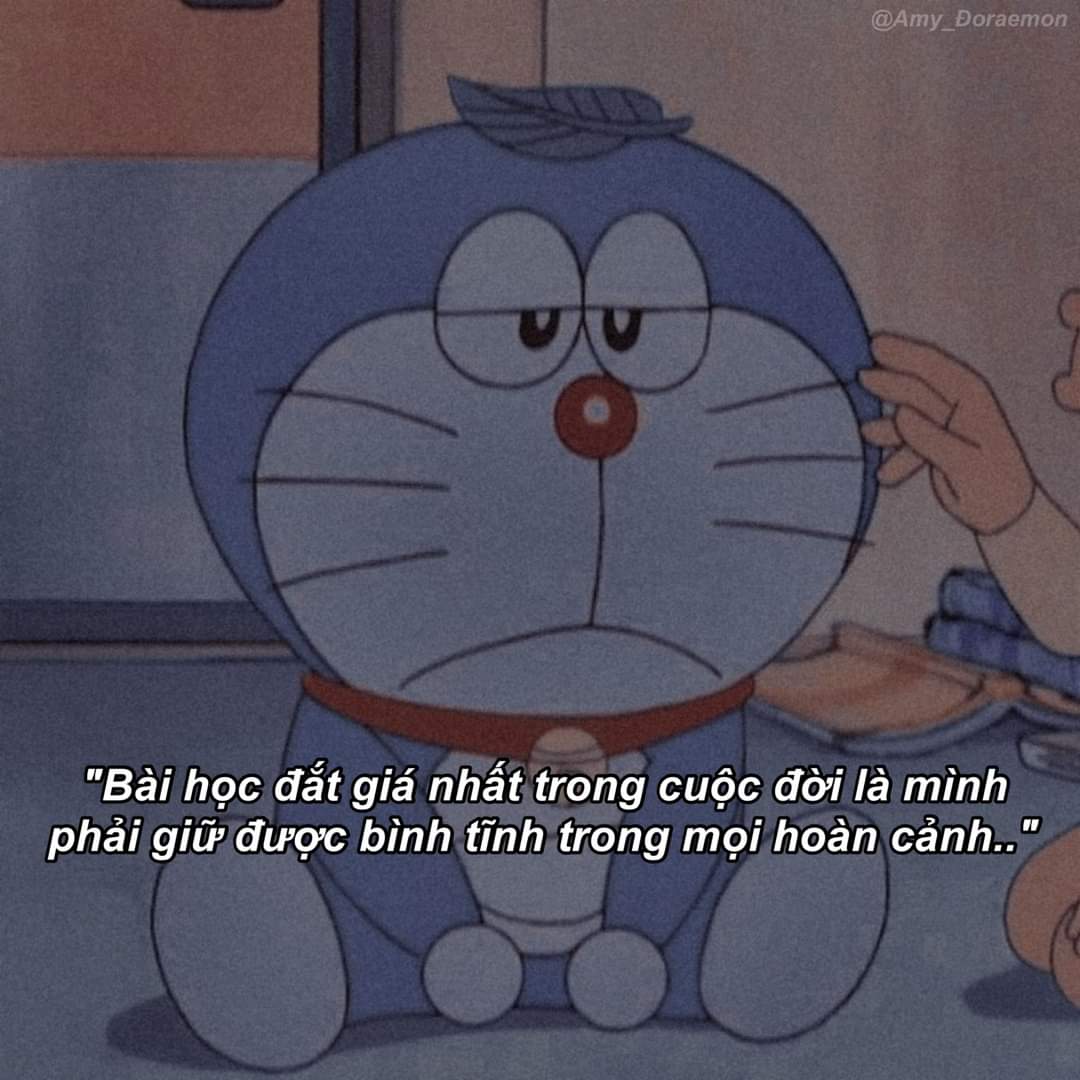 @Amy_Đoraemon
"Bài học đắt giá nhất trong cuộc đời là mình
phải giữ được bình tĩnh trong mọi hoàn cảnh.."